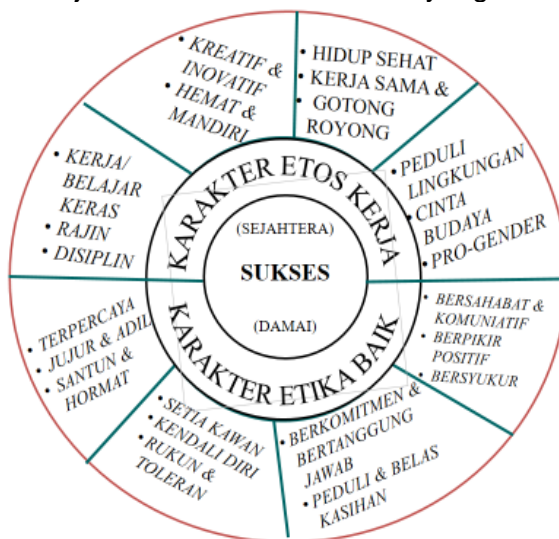 • KREATIF &
INOVATIF
• HEMAT &
MANDIRI
• HIDUP SEHAT
• KERJA SAMA &
• GOTONG
ROYONG
• PEDULI
LINGKUNGAN
• CINTA
BUDAYA
• PRO-GENDER
• BERSAHABAT &
KOMUNIATIF
• BERPIKIR
POSITIF
• BERSYUKUR
• BERKOMITMEN &
BERTANGGUNG
JAWAB
• PEDULI & BELAS
KASIHAN
• SETIA KAWAN
• KENDALI DIRI
• RUKUN &
TOLERAN
• TERPERCAYA
• JUJUR & ADIL
• SANTUN &
HORMAT
• KERJA/
BELAJAR
KERAS
• RAJIN
• DISIPLIN
KARAKTER ETOS KERJA
(SEJAHTERA)
SUKSES
(DAMAI)
KARAKTER ETIKA BAIK